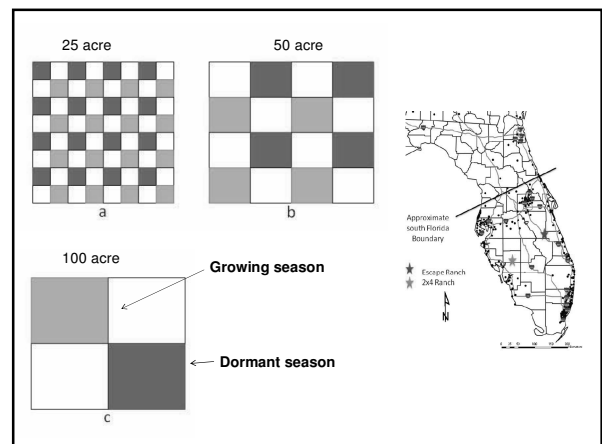 25 acre
50 acre
a
b
100 acre
Growing season
Dormant season
c
Approximate
south Florida
Boundary
Escape Ranch
2x4 Ranch
N